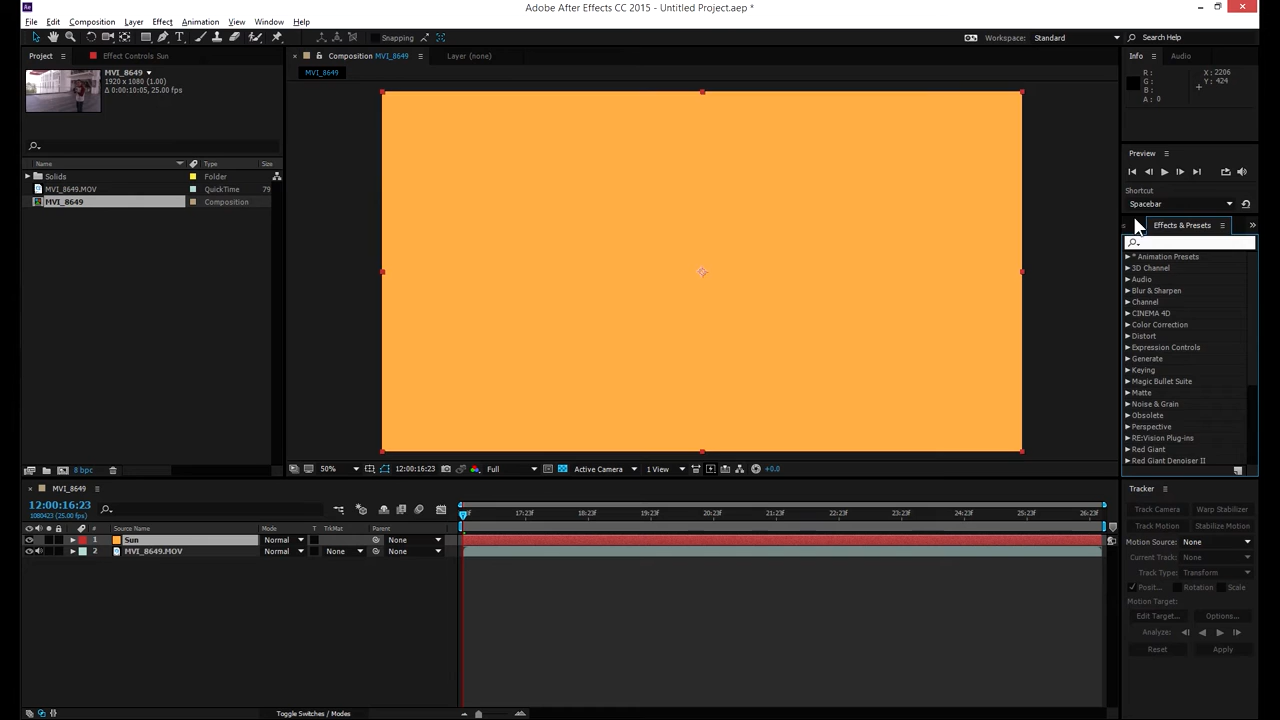 Adobe After Effects CC 2015 - Untitled Project.aep *
File Edit Composition Layer Effect Animation View Window Help
Snapping
Workspace: Standard
Search Help
Project
Effect Controls Sun
Composition MVI_8649
Layer (none)
Info
Audio
MVI_8649
MVI_8649
1920 x 1080 (1.00)
Δ 0:00:10:05, 25.00 fps)
R:
G:
B:
A: 0
X: 2206
Y: 424
Name
Type
Size
Solids
Folder
MVI_8649.MOV
QuickTime
79
MVI_8649
Composition
Preview
Shortcut
Spacebar
Effects & Presets
* Animation Presets
3D Channel
Audio
Blur & Sharpen
Channel
CINEMA 4D
Color Correction
Distort
Expression Controls
Generate
Keying
Magic Bullet Suite
Matte
Noise & Grain
Obsolete
Perspective
RE:Vision Plug-ins
Red Giant
Red Giant Denoiser II
8 bpc
50%
12:00:16:23
Full
Active Camera
1 View
+0.0
MVI_8649
12:00:16:23
1080423 (25.00 fps)
17:23f
18:23f
19:23f
20:23f
21:23f
22:23f
23:23f
24:23f
25:23f
26:23f
# Source Name
Mode
T TrkMat
Parent
1 Sun Normal None
2 MVI_8649.MOV Normal None None
Toggle Switches / Modes
Tracker
Track Camera
Warp Stabilizer
Track Motion
Stabilize Motion
Motion Source: None
Current Track: None
Track Type: Transform
Posit...
Rotation
Scale
Motion Target:
Edit Target...
Options...
Analyze:
Reset
Apply